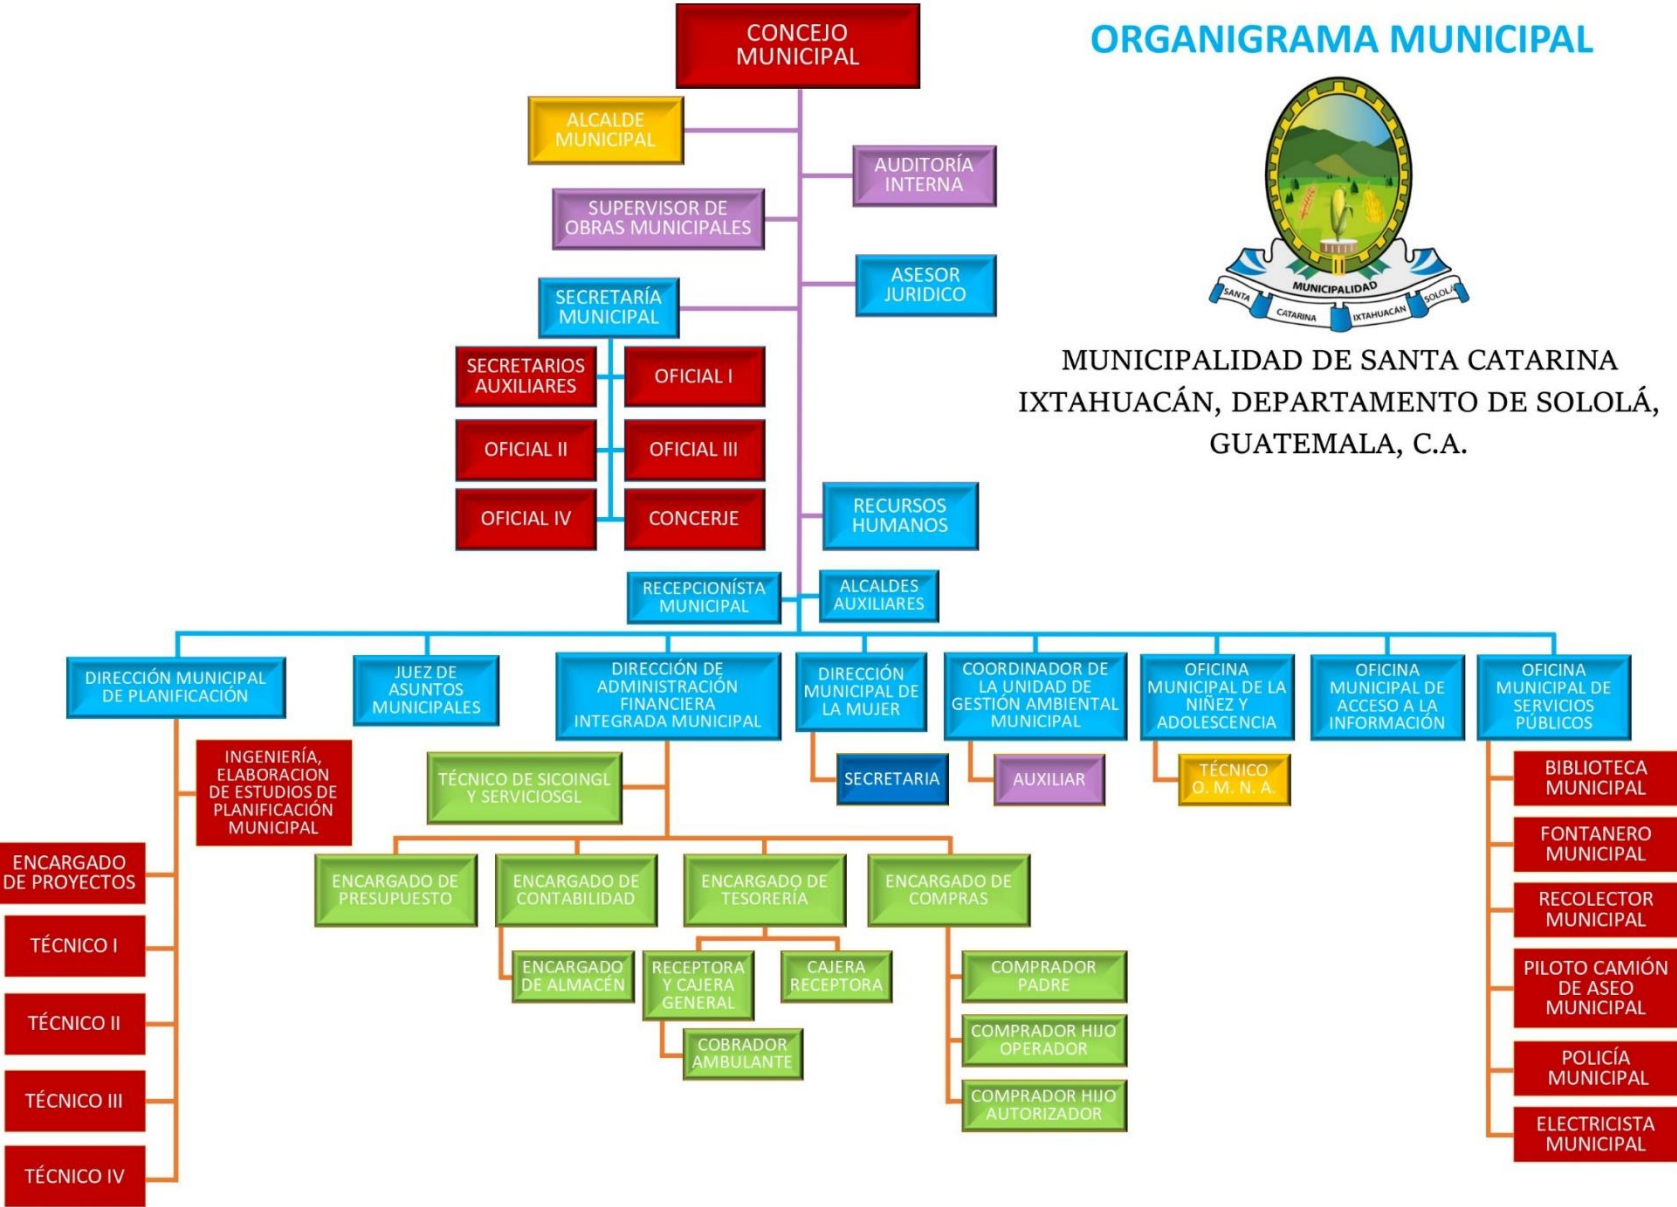 CONCEJO
MUNICIPAL
ORGANIGRAMA MUNICIPAL
ALCALDE
MUNICIPAL
AUDITORÍA
INTERNA
SUPERVISOR DE
OBRAS MUNICIPALES
ASESOR
JURIDICO
SECRETARÍA
MUNICIPAL
MUNICIPALIDAD
SANTA
CATARINA
IXTAHUACÁN
SOLOLÁ
MUNICIPALIDAD DE SANTA CATARINA
IXTAHUACÁN, DEPARTAMENTO DE SOLOLÁ,
GUATEMALA, C.A.
SECRETARIOS
AUXILIARES
OFICIAL I
OFICIAL II
OFICIAL III
OFICIAL IV
CONCERJE
RECURSOS
HUMANOS
RECEPCIONÍSTA
MUNICIPAL
ALCALDES
AUXILIARES
DIRECCIÓN MUNICIPAL
DE PLANIFICACIÓN
JUEZ DE
ASUNTOS
MUNICIPALES
DIRECCIÓN DE
ADMINISTRACIÓN
FINANCIERA
INTEGRADA MUNICIPAL
DIRECCIÓN
MUNICIPAL DE
LA MUJER
COORDINADOR DE
LA UNIDAD DE
GESTIÓN AMBIENTAL
MUNICIPAL
OFICINA
MUNICIPAL DE LA
NIÑEZ Y
ADOLESCENCIA
OFICINA
MUNICIPAL DE
ACCESO A LA
INFORMACIÓN
OFICINA
MUNICIPAL DE
SERVICIOS
PÚBLICOS
INGENIERÍA,
ELABORACION
DE ESTUDIOS DE
PLANIFICACIÓN
MUNICIPAL
ENCARGADO
DE PROYECTOS
TÉCNICO I
TÉCNICO II
TÉCNICO III
TÉCNICO IV
TÉCNICO DE SICOINGL
Y SERVICIOSGL
ENCARGADO DE
PRESUPUESTO
ENCARGADO DE
CONTABILIDAD
ENCARGADO DE
TESORERÍA
ENCARGADO DE
COMPRAS
ENCARGADO
DE ALMACÉN
RECEPTORA
Y CAJERA
GENERAL
CAJERA
RECEPTORA
COBRADOR
AMBULANTE
COMPRADOR
PADRE
COMPRADOR HIJO
OPERADOR
COMPRADOR HIJO
AUTORIZADOR
SECRETARIA
AUXILIAR
TÉCNICO
O. M. N. A.
BIBLIOTECA
MUNICIPAL
FONTANERO
MUNICIPAL
RECOLECTOR
MUNICIPAL
PILOTO CAMIÓN
DE ASEO
MUNICIPAL
POLICÍA
MUNICIPAL
ELECTRICISTA
MUNICIPAL